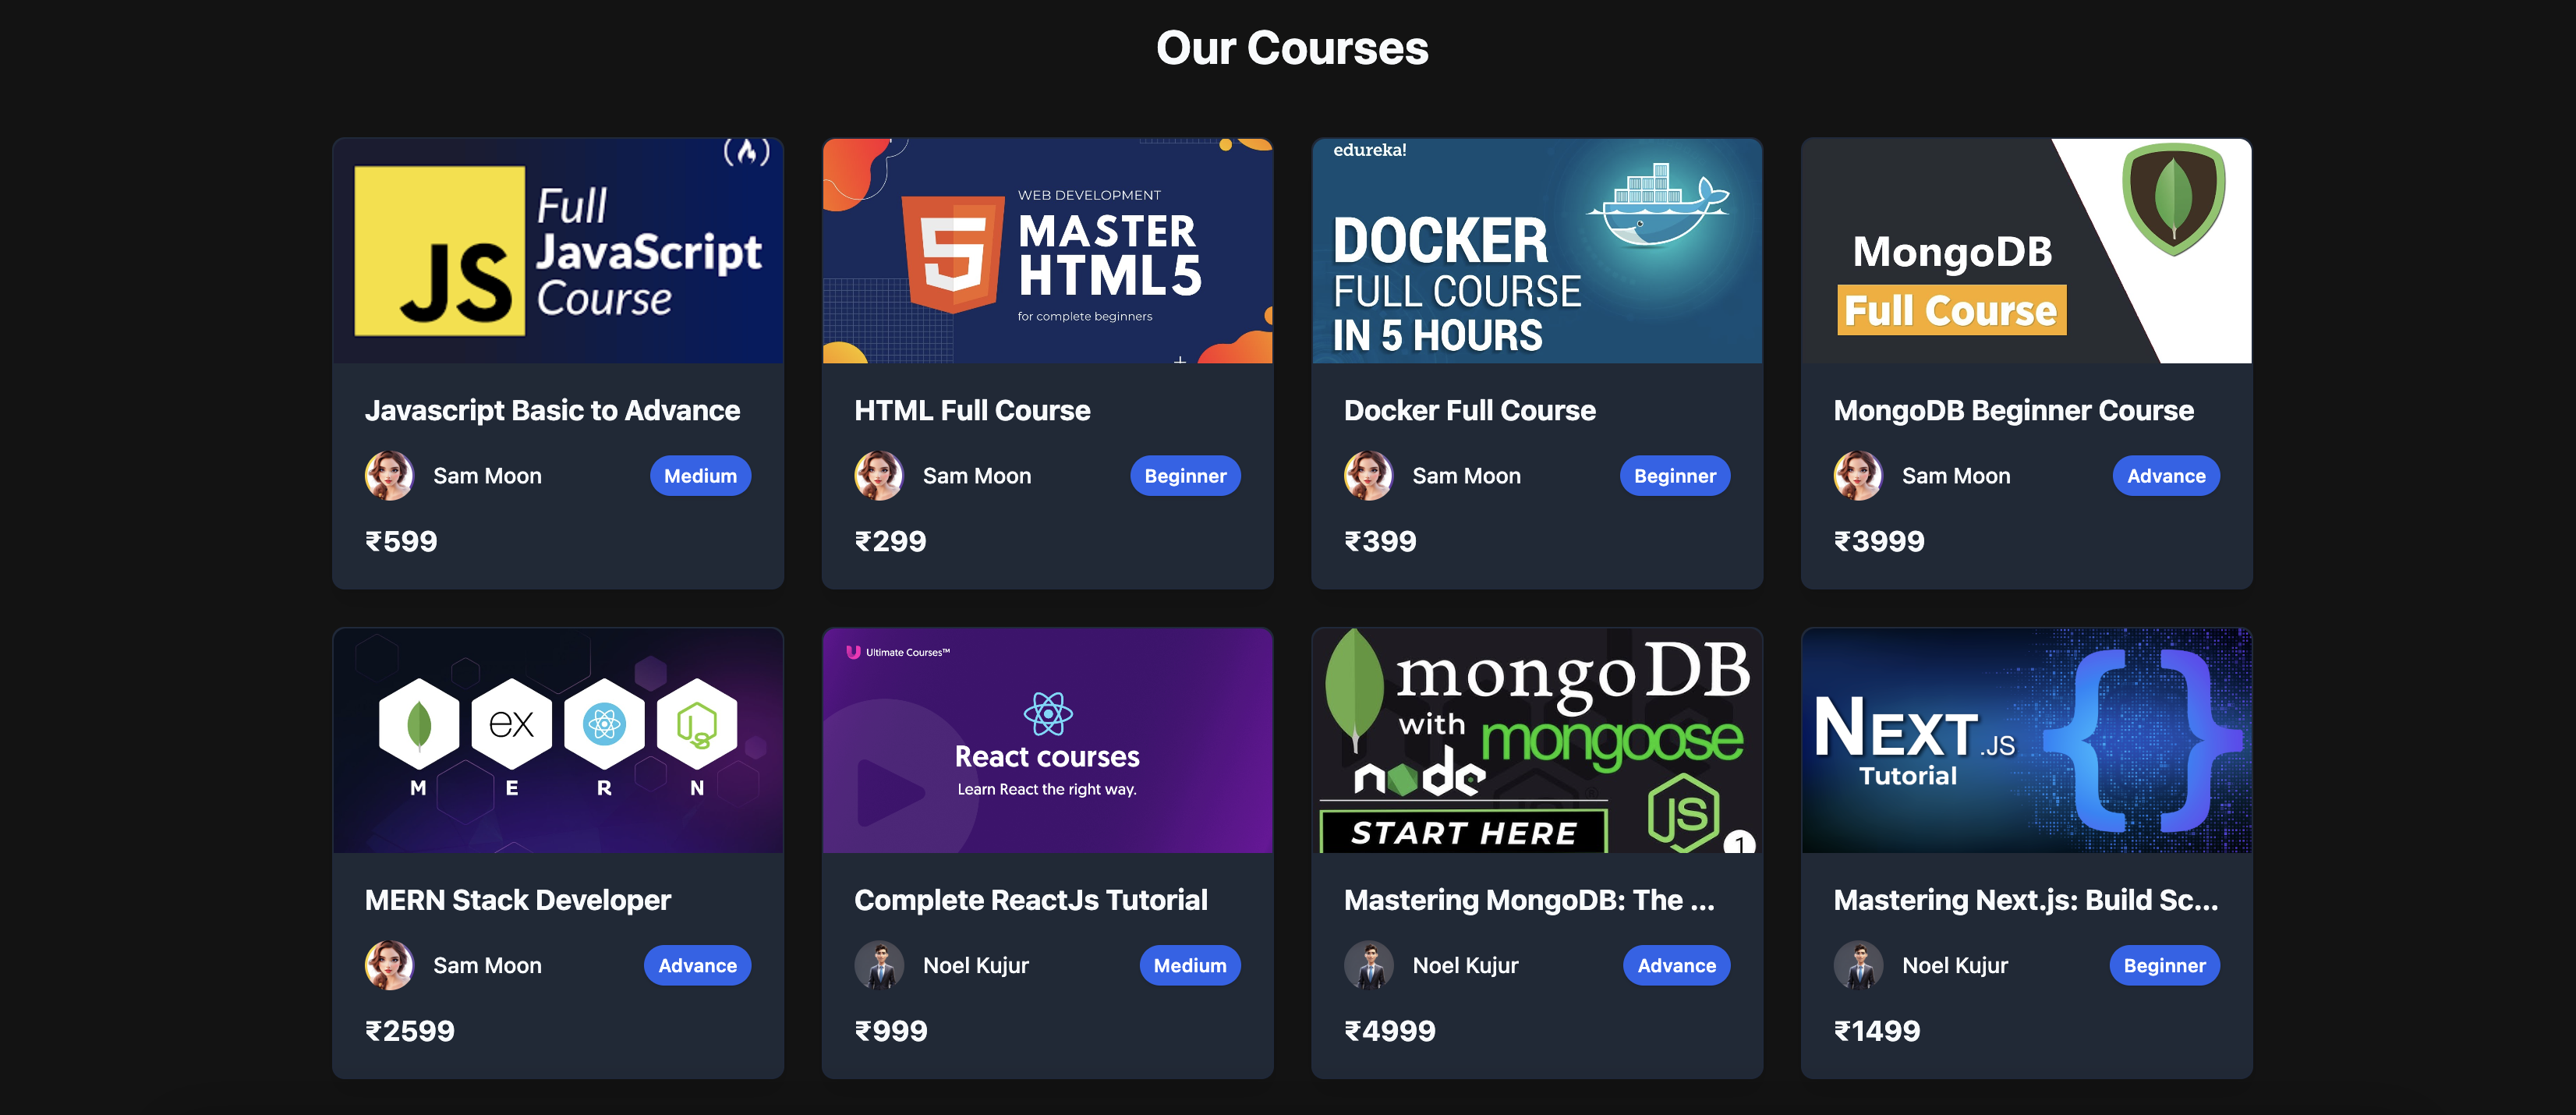 Our Courses
JS
Full
JavaScript
Course
Javascript Basic to Advance
Sam Moon
Medium
₹599
5
WEB DEVELOPMENT
MASTER
HTML5
for complete beginners
HTML Full Course
Sam Moon
Beginner
₹299
edureka!
DOCKER
FULL COURSE
IN 5 HOURS
Docker Full Course
Sam Moon
Beginner
₹399
MongoDB
Full Course
MongoDB Beginner Course
Sam Moon
Advance
₹3999
ex
JS
M E R N
MERN Stack Developer
Sam Moon
Advance
₹2599
Ultimate Courses™
React courses
Learn React the right way.
Complete ReactJs Tutorial
Noel Kujur
Medium
₹999
mongoDB
with mongoose
node
JS
START HERE
1
Mastering MongoDB: The ...
Noel Kujur
Advance
₹4999
NEXT.JS
Tutorial
{}
Mastering Next.js: Build Sc...
Noel Kujur
Beginner
₹1499